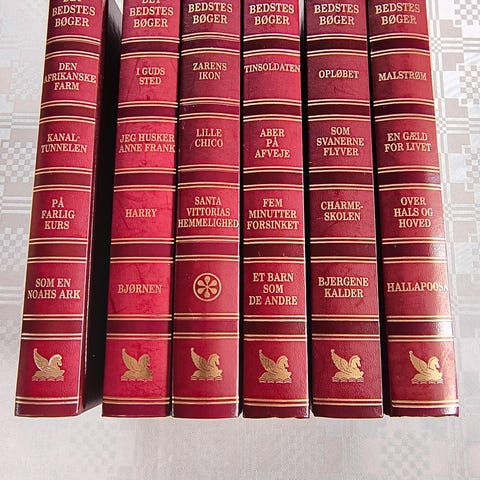 DET
BEDSTES
BØGER
DEN
AFRIKANSKE
FARM
KANAL-
TUNNELEN
PÅ
FARLIG
KURS
SOM EN
NOAHS ARK
DET
BEDSTES
BØGER
I GUDS
STED
JEG HUSKER
ANNE FRANK
HARRY
BJØRNEN
BEDSTES
BØGER
ZARENS
IKON
LILLE
CHICO
SANTA
VITTORIAS
HEMMELIGHED
BEDSTES
BØGER
TINSOLDATEN
ABER
PÅ
AFVEJE
FEM
MINUTTER
FORSINKET
ET BARN
SOM
DE ANDRE
BEDSTES
BØGER
OPLØBET
SOM
SVANERNE
FLYVER
CHARME-
SKOLEN
BJERGENE
KALDER
BEDSTES
BØGER
MALSTRØM
EN GÆLD
FOR LIVET
OVER
HALS OG
HOVED
HALLAPOOSA